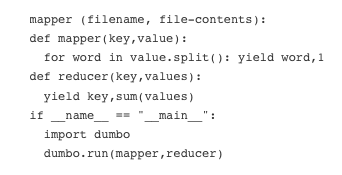 mapper (filename, file-contents):
def mapper(key,value):
for word in value.split(): yield word,1
def reducer(key,values):
yield key,sum(values)
if __name__ == "__main__":
import dumbo
dumbo.run(mapper,reducer)